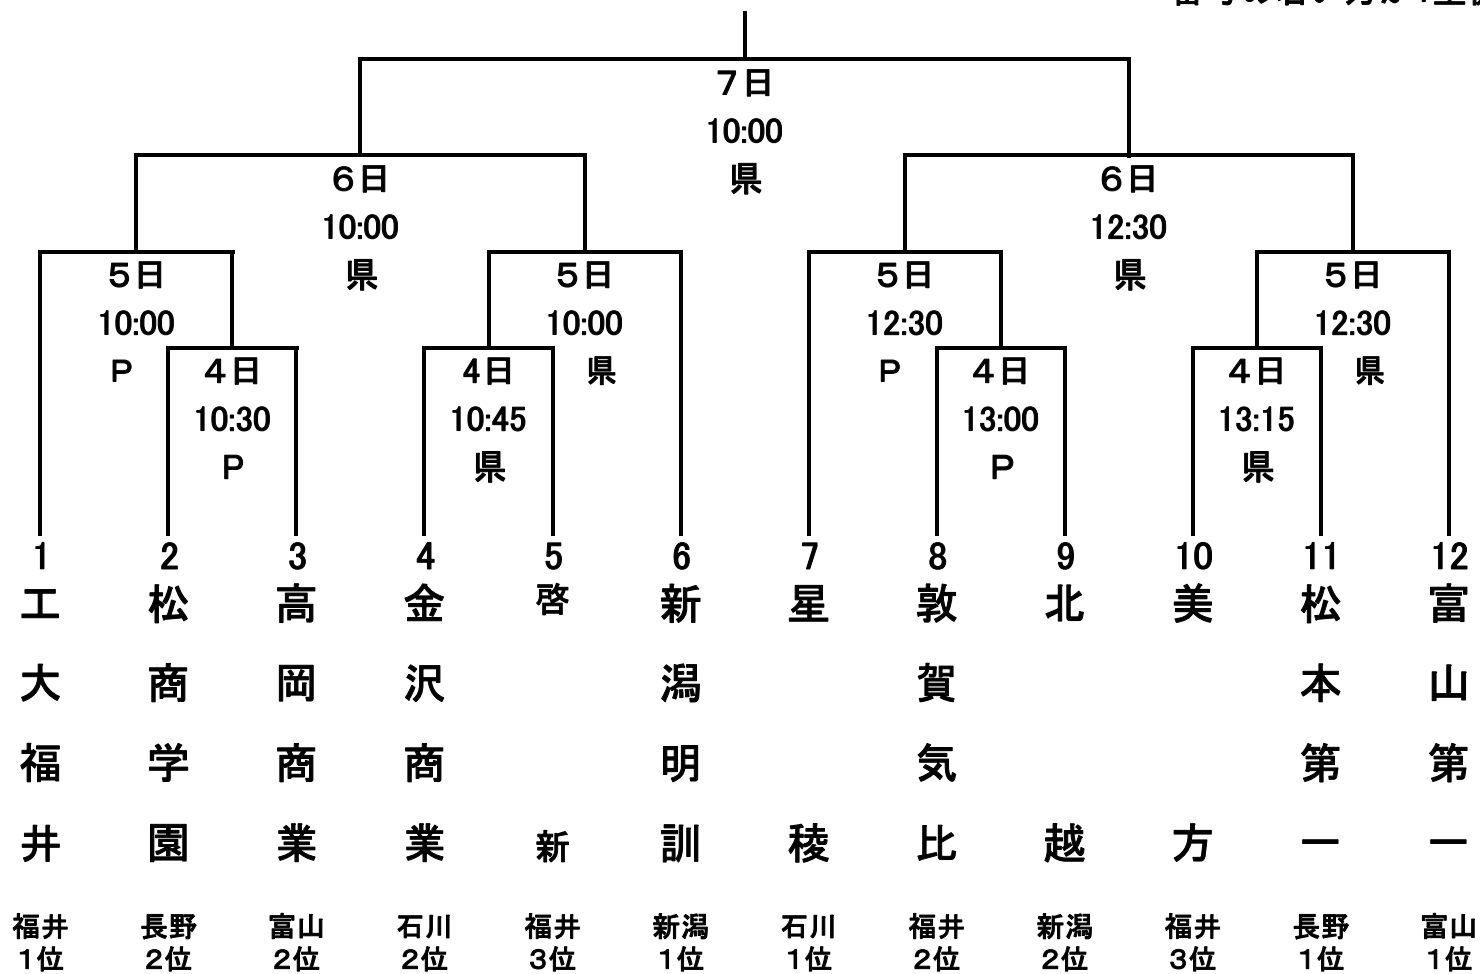 ７日
10:00
県
６日
10:00
県
６日
12:30
県
５日
10:00
P
５日
10:00
県
５日
12:30
P
５日
12:30
県
４日
10:30
P
４日
10:45
県
４日
13:00
P
４日
13:15
県
1 2 3 4 5 6 7 8 9 10 11 12
工大福井
松商学園
高岡商業
金沢商業
啓新
新潟明訓
星稜
敦賀気比
北越
美方
松本第一
富山第一
福井 長野 富山 石川 福井 新潟 石川 福井 新潟 福井 長野 富山
１位 ２位 ２位 ２位 ３位 １位 １位 ２位 ２位 ３位 １位 １位